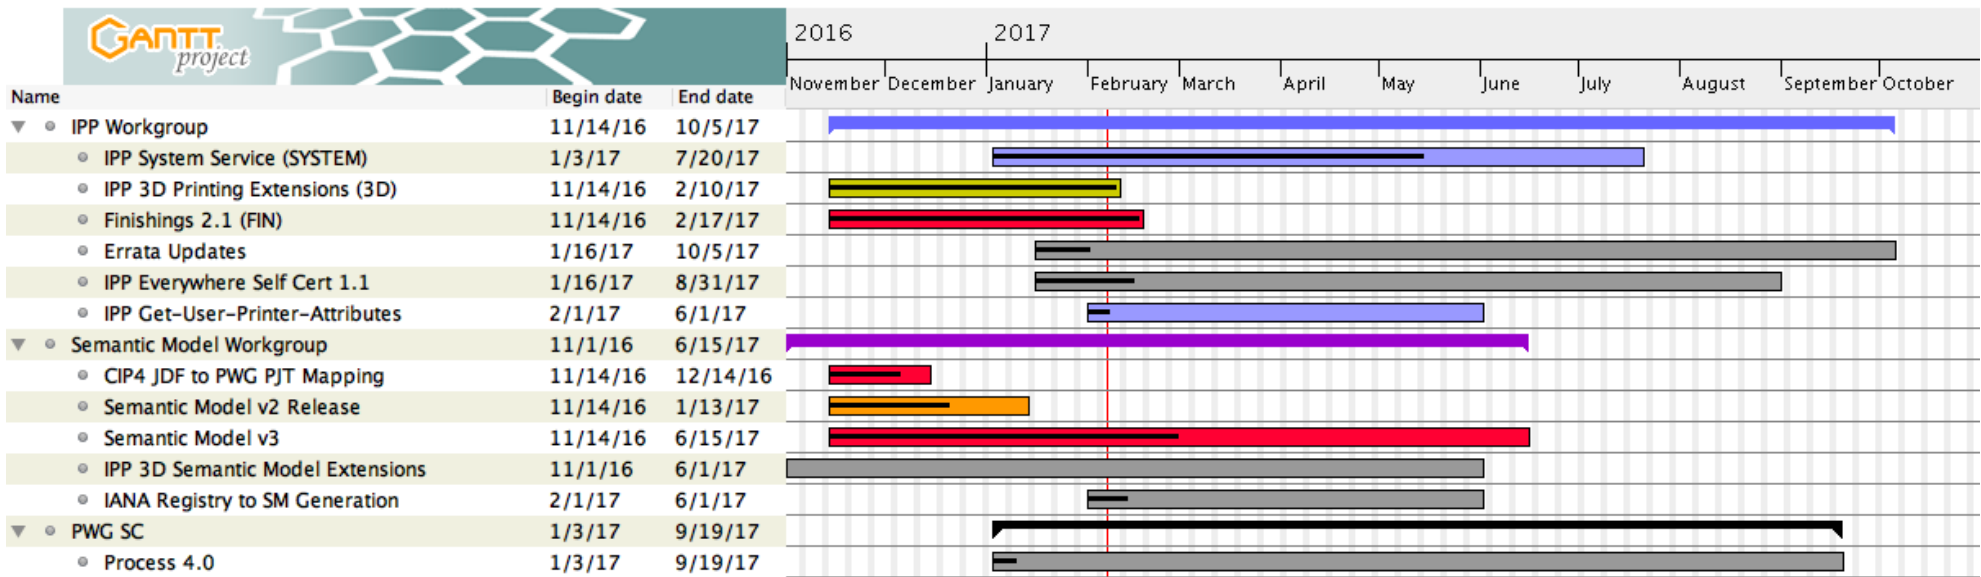 GANTT
project
2016 2017
November December January February March April May June July August September October
Name Begin date End date
IPP Workgroup 11/14/16 10/5/17
IPP System Service (SYSTEM) 1/3/17 7/20/17
IPP 3D Printing Extensions (3D) 11/14/16 2/10/17
Finishings 2.1 (FIN) 11/14/16 2/17/17
Errata Updates 1/16/17 10/5/17
IPP Everywhere Self Cert 1.1 1/16/17 8/31/17
IPP Get-User-Printer-Attributes 2/1/17 6/1/17
Semantic Model Workgroup 11/1/16 6/15/17
CIP4 JDF to PWG PJT Mapping 11/14/16 12/14/16
Semantic Model v2 Release 11/14/16 1/13/17
Semantic Model v3 11/14/16 6/15/17
IPP 3D Semantic Model Extensions 11/1/16 6/1/17
IANA Registry to SM Generation 2/1/17 6/1/17
PWG SC 1/3/17 9/19/17
Process 4.0 1/3/17 9/19/17